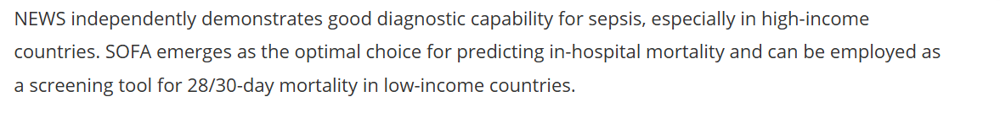 NEWS independently demonstrates good diagnostic capability for sepsis, especially in high-income
countries. SOFA emerges as the optimal choice for predicting in-hospital mortality and can be employed as
a screening tool for 28/30-day mortality in low-income countries.